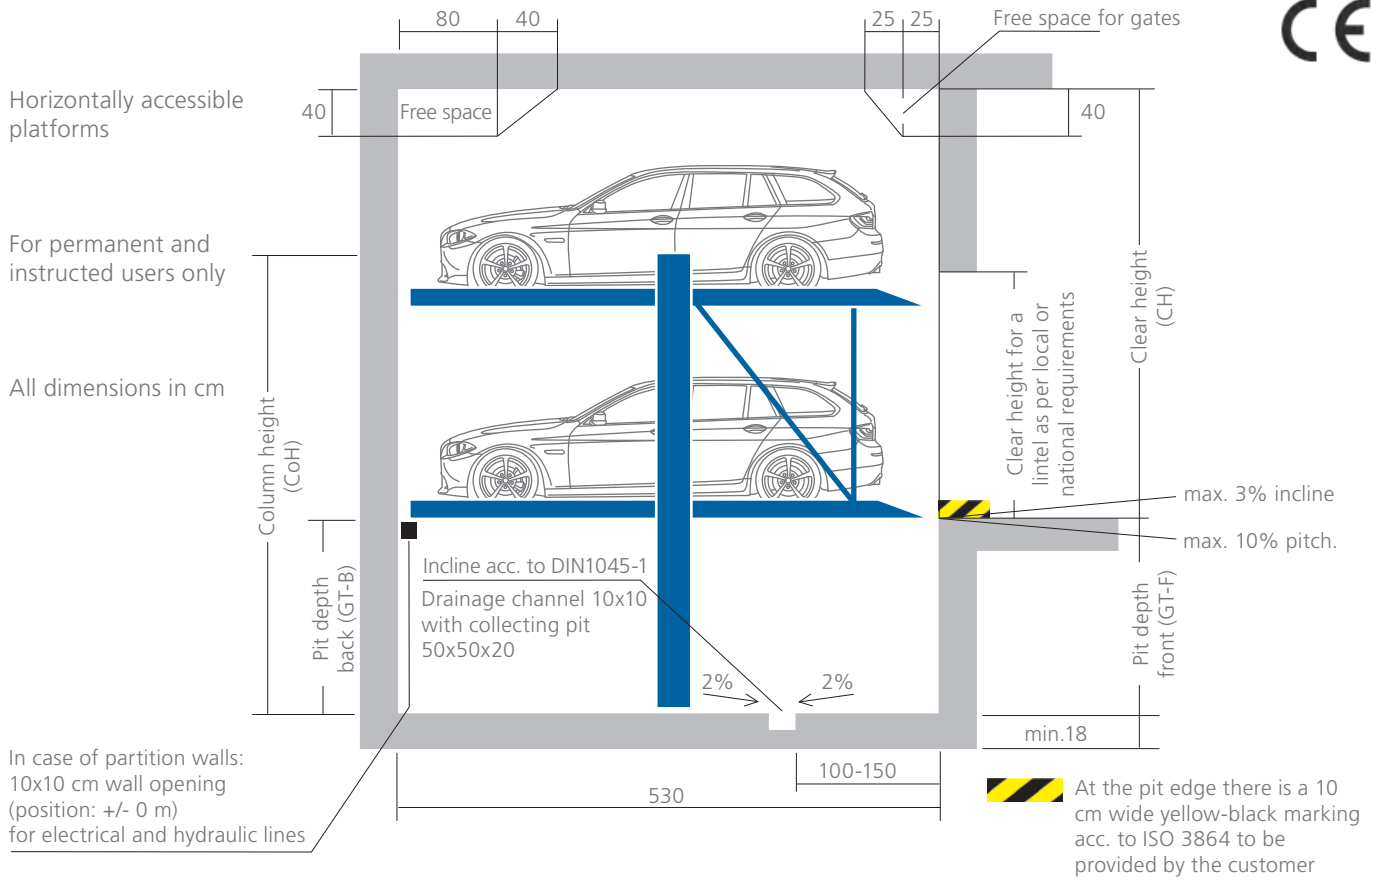 80
40
25
25
Free space for gates
CE
Horizontally accessible
platforms
40
Free space
40
For permanent and
instructed users only
All dimensions in cm
Column height
(CoH)
Clear height for a
lintel as per local or
national requirements
Clear height
(CH)
max. 3% incline
max. 10% pitch.
Pit depth
back (GT-B)
Incline acc. to DIN1045-1
Drainage channel 10x10
with collecting pit
50x50x20
2%
2%
Pit depth
front (GT-F)
min.18
In case of partition walls:
10x10 cm wall opening
(position: +/- 0 m)
for electrical and hydraulic lines
100-150
530
At the pit edge there is a 10
cm wide yellow-black marking
acc. to ISO 3864 to be
provided by the customer